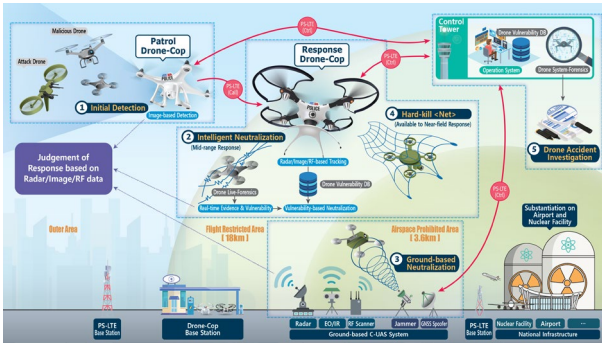 Malicious Drone
Attack Drone
Patrol
Drone-Cop
1 Initial Detection
Image-based Detection
PS-LTE
(Ctrl)
PS-LTE
(Call)
Response
Drone-Cop
POLICE
PS-LTE
(Ctrl)
Control
Tower
Drone Vulnerability DB
Operation System
Drone System Forensics
2 Intelligent Neutralization
(Mid-range Response)
Radar/Image/RF-based Tracking
Drone Live-Forensics
Drone Vulnerability DB
Real-time Evidence & Vulnerability
Vulnerability-based Neutralization
4 Hard-kill <Net>
(Available to Near-field Response)
5 Drone Accident
Investigation
Judgement of
Response based on
Radar/Image/RF data
PS-LTE
(Ctrl)
Substantiation on
Airport and
Nuclear Facility
Outer Area
Flight Restricted Area
[ 18km ]
Airspace Prohibited Area
[ 3.6km ]
3 Ground-based
Neutralization
PS-LTE
Base Station
Drone-Cop
Base Station
Radar
EO/IR
RF Scanner
Jammer
GNSS Spoofer
Ground-based C-UAS System
PS-LTE
Base Station
Nuclear Facility
Airport
...
National Infrastructure